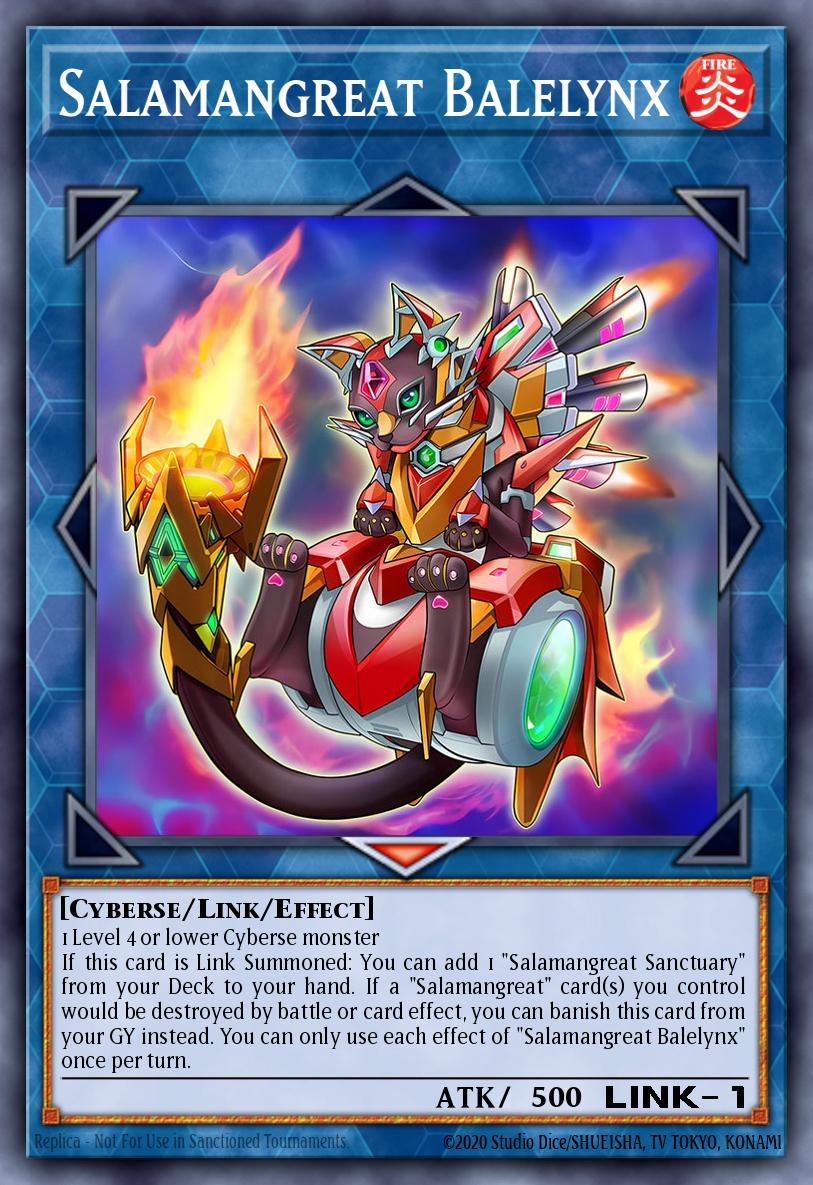 Salamangreat Balelynx
FIRE
炎
[Cyberse/Link/Effect]
1 Level 4 or lower Cyberse monster
If this card is Link Summoned: You can add 1 "Salamangreat Sanctuary"
from your Deck to your hand. If a "Salamangreat" card(s) you control
would be destroyed by battle or card effect, you can banish this card from
your GY instead. You can only use each effect of "Salamangreat Balelynx"
once per turn.
ATK/ 500 LINK-1
Replica - Not For Use in Sanctioned Tournaments.
©2020 Studio Dice/SHUEISHA, TV TOKYO, KONAMI